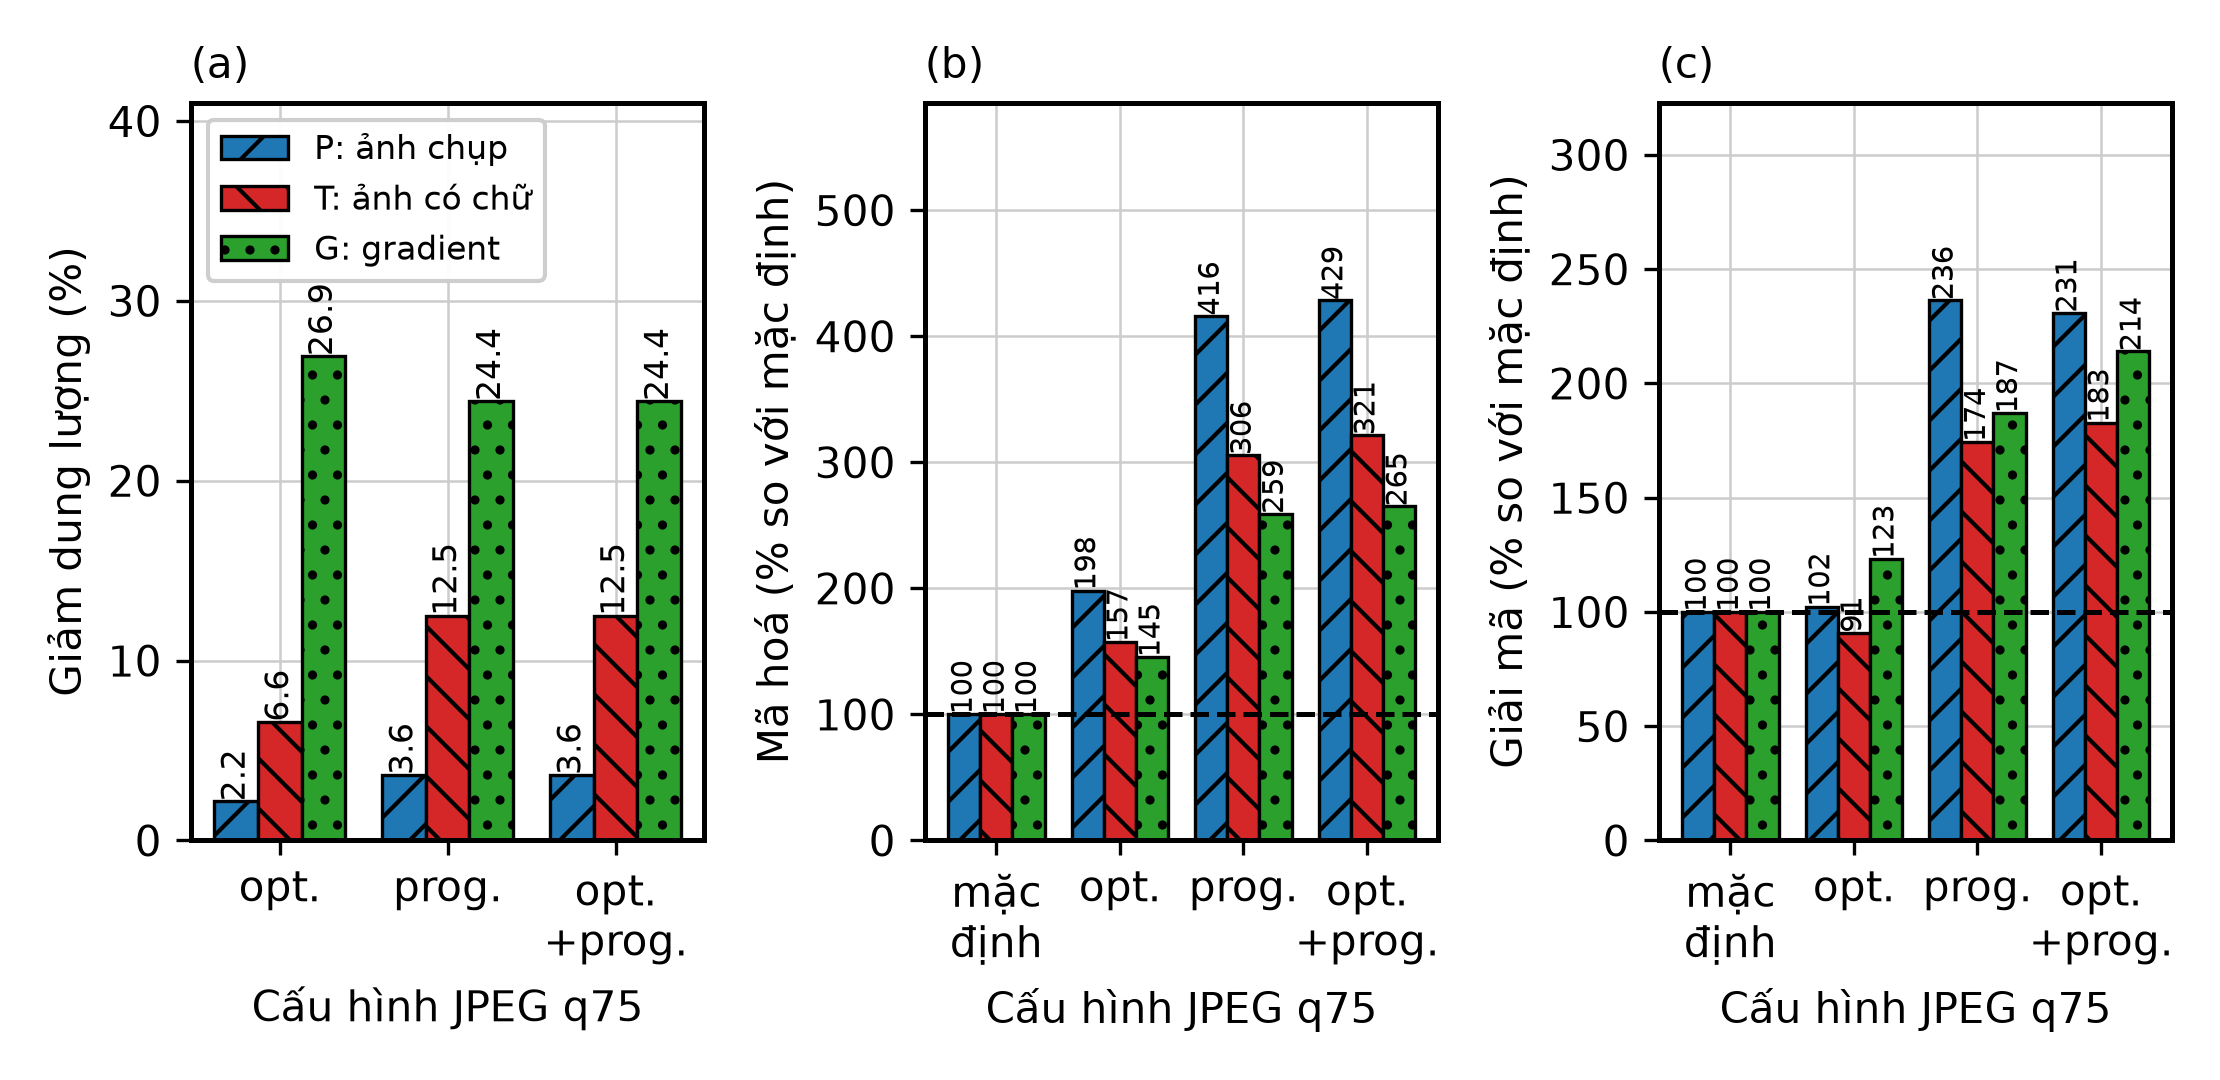 (a)
Giảm dung lượng (%)
40
30
20
10
0
P: ảnh chụp
T: ảnh có chữ
G: gradient
2.2
6.6
26.9
3.6
12.5
24.4
3.6
12.5
24.4
opt.
prog.
opt.
+prog.
Cấu hình JPEG q75
(b)
Mã hoá (% so với mặc định)
500
400
300
200
100
0
100
100
100
198
157
145
416
306
259
429
321
265
mặc
định
opt.
prog.
opt.
+prog.
Cấu hình JPEG q75
(c)
Giải mã (% so với mặc định)
300
250
200
150
100
50
0
100
100
100
102
91
123
236
174
187
231
183
214
mặc
định
opt.
prog.
opt.
+prog.
Cấu hình JPEG q75